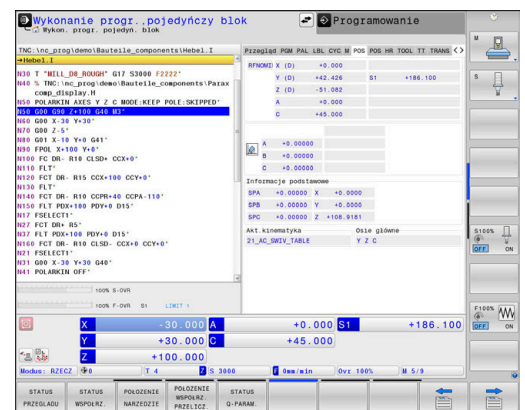 Wykonanie progr.,pojedyńczy blok
Wykon. progr. pojedyn. blok
Programowanie
TNC:\nc_prog\demo\Bauteile_components\Hebel.I
→Hebel.I
N30 T "MILL_D8_ROUGH" G17 S3000 F2222*
N40 % TNC:\nc_prog\demo\Bauteile_components\Parax
comp_display.H
N50 POLARKIN AXES Y Z C MODE:KEEP POLE:SKIPPED*
N50 G00 G90 Z+100 G40 M3*
N60 G00 X-30 Y+30*
N70 G00 Z-5*
N80 G01 X-10 Y+0 G41*
N90 FPOL X+100 Y+0*
N100 FC DR- R10 CLSD+ CCX+0*
N110 FLT*
N120 FCT DR- R15 CCX+100 CCY+0*
N130 FLT*
N140 FCT DR- R10 CCPR+40 CCPA-110*
N150 FLT PDX+100 PDY+0 D15*
N17 FSELECT1*
N27 FCT DR+ R5*
N37 FLT PDX+100 PDY+0 D15*
N160 FCT DR- R10 CLSD- CCX+0 CCY+0*
N21 FSELECT1*
N31 G00 X-30 Y+30 G40*
N41 POLARKIN OFF*
100% S-OVR
100% F-OVR S1 LIMIT 1
Przegląd PGM PAL LBL CYC M POS POS HR TOOL TT TRANS
RFNOMI X (D) +0.000
Y (D) +42.426 S1 +186.100
Z (D) -51.082
A +0.000
C +45.000
A +0.00000
B +0.00000
C +0.00000
Informacje podstawowe
SPA +0.00000 X +0.0000
SPB +0.00000 Y +0.0000
SPC +0.00000 Z +108.9181
Akt.kinematyka Osie główne
21_AC_SWIV_TABLE Y Z C
X -30.000 A +0.000 S1 +186.100
Y +30.000 C +45.000
Z +100.000
Modus: RZECZ 0 T 4 Z S 3000 F 0mm/min Ovr 100% M 5/9
STATUS PRZEGLADU
STATUS WSPÓŁRZ.
POŁOŻENIE NARZĘDZIE
POŁOŻENIE WSPÓŁRZ. PRZELICZ.
STATUS Q-PARAM.
M
S
S100%
OFF ON
F100%
OFF ON